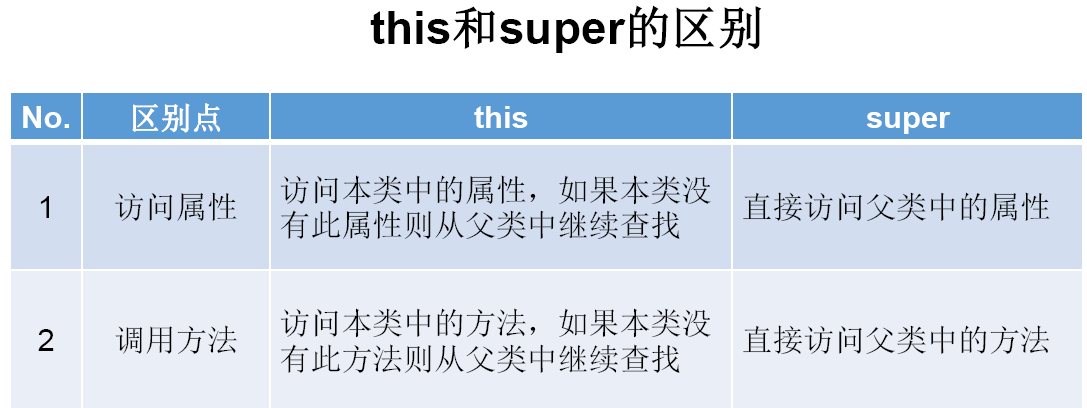 this和super的区别
No. 区别点 this super
1 访问属性 访问本类中的属性，如果本类没
有此属性则从父类中继续查找 直接访问父类中的属性
2 调用方法 访问本类中的方法，如果本类没
有此方法则从父类中继续查找 直接访问父类中的方法